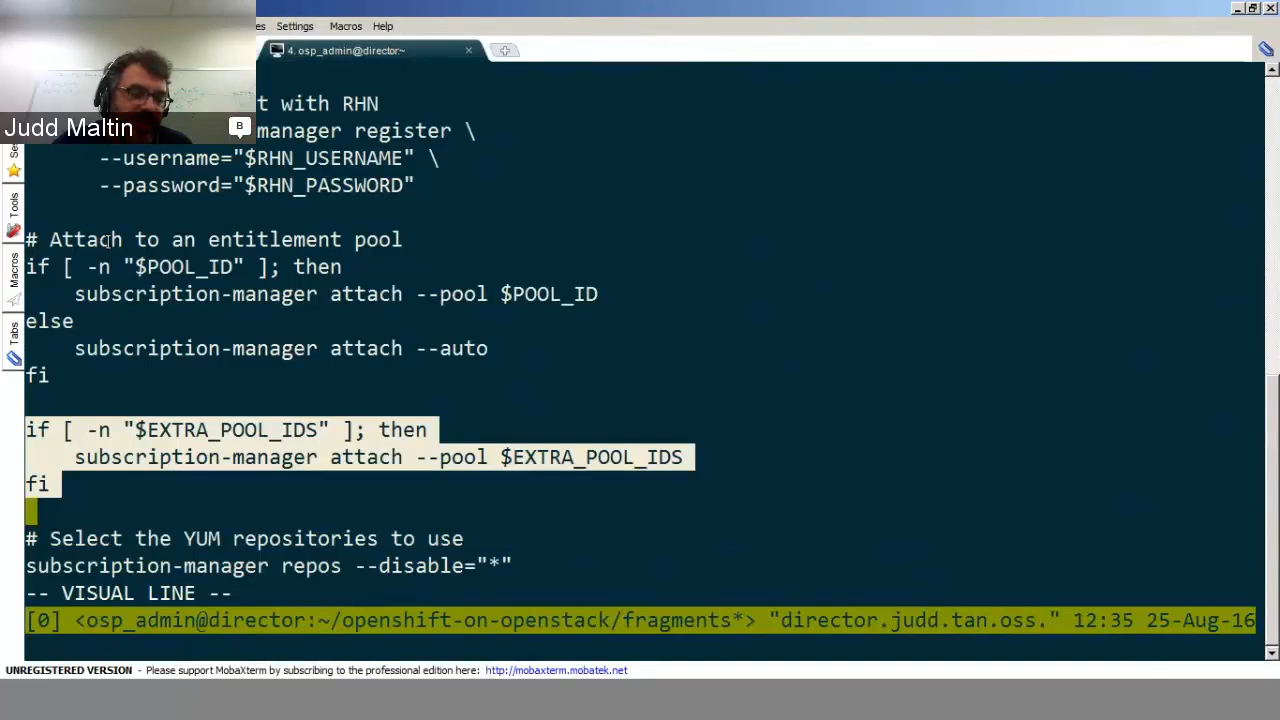 es Settings Macros Help
4. osp_admin@director:~
Judd Maltin
B
t with RHN
manager register \
--username="$RHN_USERNAME" \
--password="$RHN_PASSWORD"
# Attach to an entitlement pool
if [ -n "$POOL_ID" ]; then
subscription-manager attach --pool $POOL_ID
else
subscription-manager attach --auto
fi
if [ -n "$EXTRA_POOL_IDS" ]; then
subscription-manager attach --pool $EXTRA_POOL_IDS
fi
# Select the YUM repositories to use
subscription-manager repos --disable="*"
-- VISUAL LINE --
[0] <osp_admin@director:~/openshift-on-openstack/fragments*> "director.judd.tan.oss." 12:35 25-Aug-16
Tools
Macros
Tabs
UNREGISTERED VERSION - Please support MobaXterm by subscribing to the professional edition here: http://mobaxterm.mobatek.net